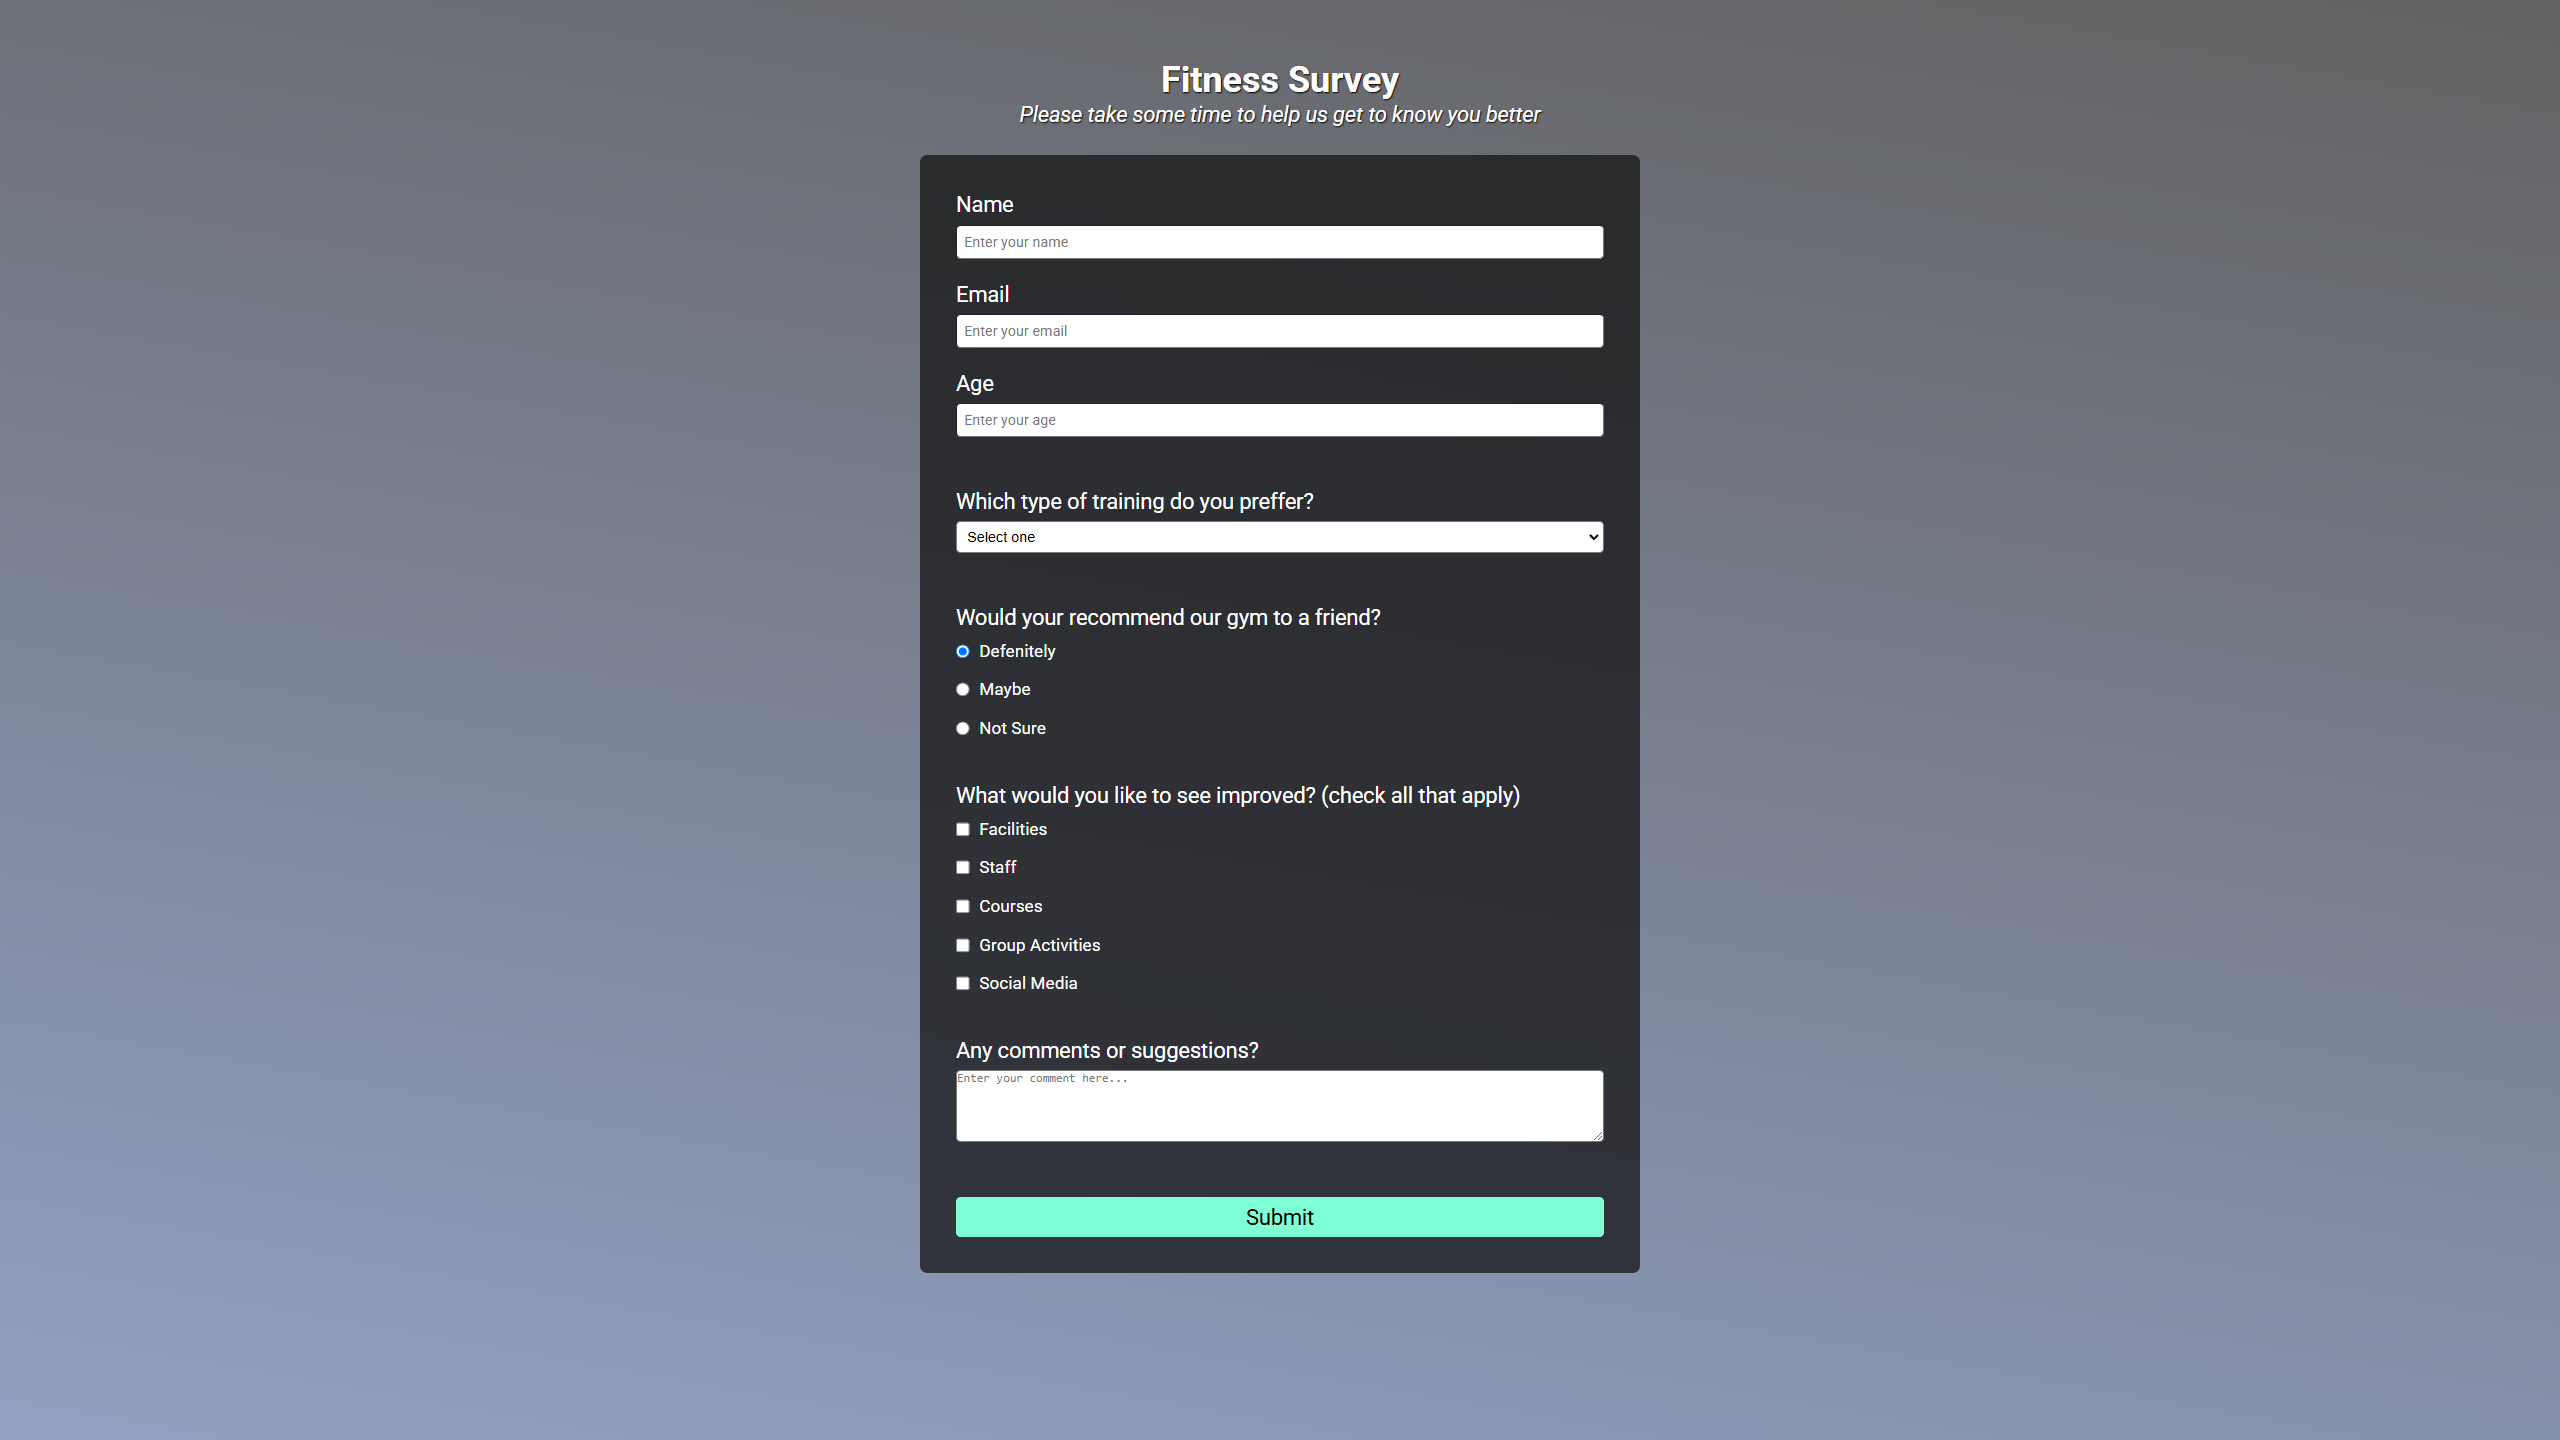 Fitness Survey
Please take some time to help us get to know you better
Name
Enter your name
Email
Enter your email
Age
Enter your age
Which type of training do you preffer?
Select one
Would your recommend our gym to a friend?
Defenitely
Maybe
Not Sure
What would you like to see improved? (check all that apply)
Facilities
Staff
Courses
Group Activities
Social Media
Any comments or suggestions?
Enter your comment here...
Submit